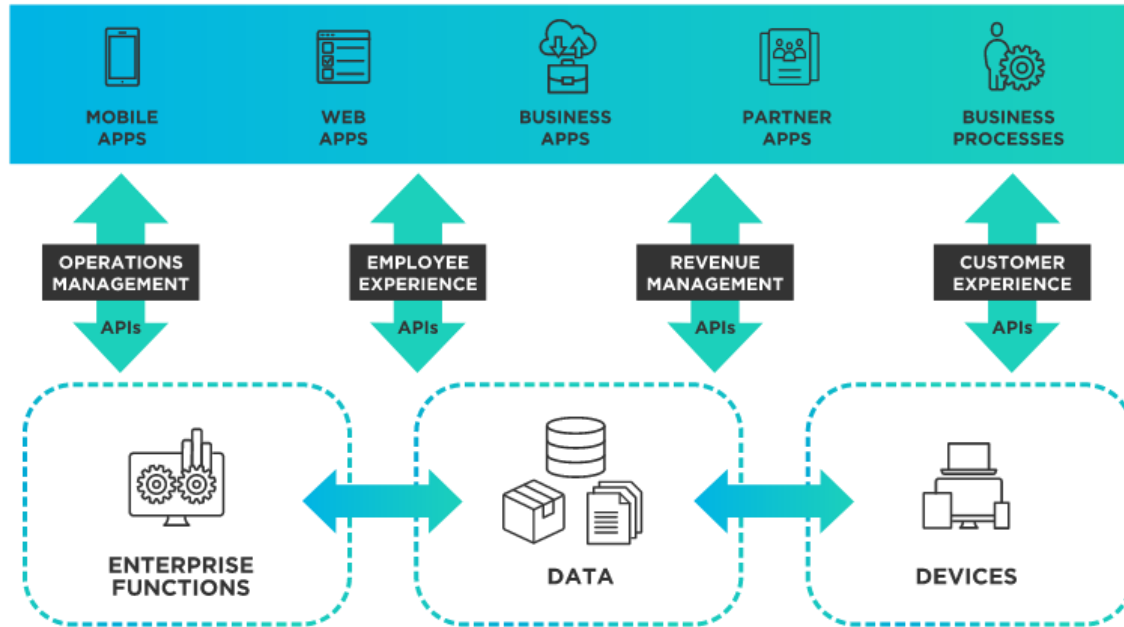 MOBILE
APPS
WEB
APPS
BUSINESS
APPS
PARTNER
APPS
BUSINESS
PROCESSES
OPERATIONS
MANAGEMENT
APIs
EMPLOYEE
EXPERIENCE
APIs
REVENUE
MANAGEMENT
APIs
CUSTOMER
EXPERIENCE
APIs
ENTERPRISE
FUNCTIONS
DATA
DEVICES